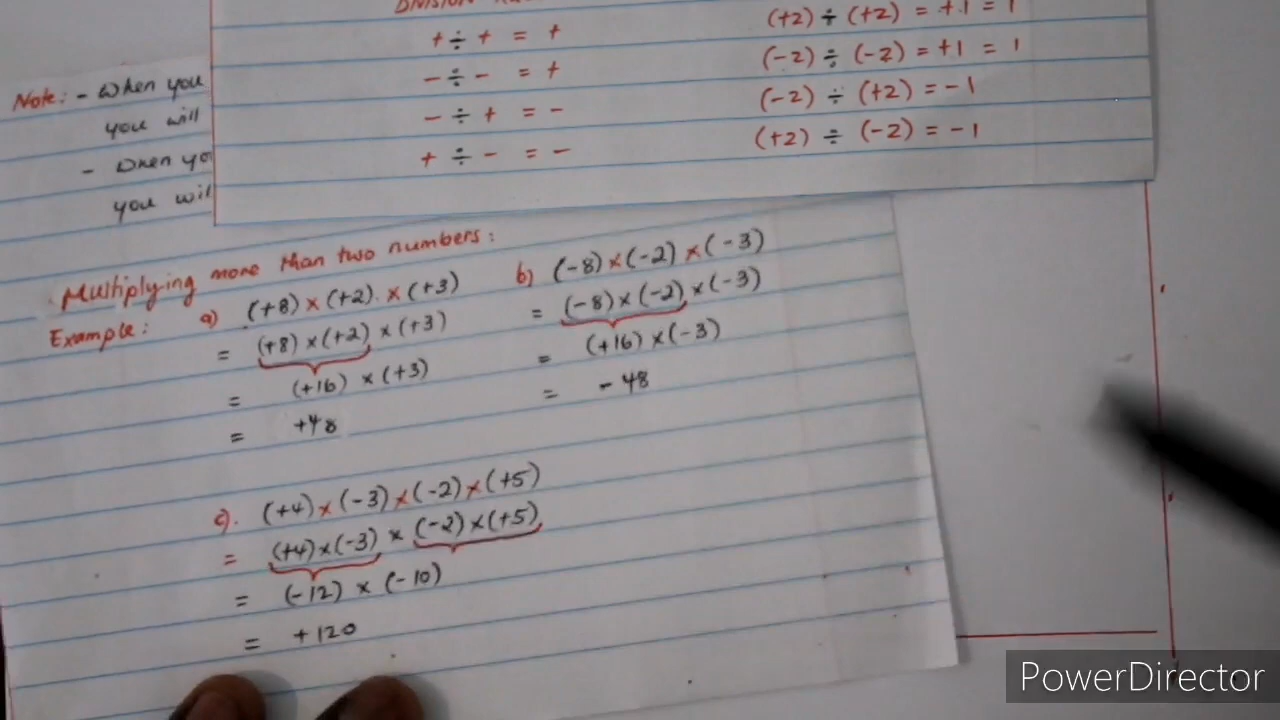 DIVISION
+ ÷ + = +
- ÷ - = +
- ÷ + = -
+ ÷ - = -
(+2) ÷ (+2) = +1 = 1
(-2) ÷ (-2) = +1 = 1
(-2) ÷ (+2) = -1
(+2) ÷ (-2) = -1
Note: - When you
you will
- When yo
you wil
Multiplying more than two numbers:
Example: a) (+8) × (+2) × (+3)
= (+8) × (+2) × (+3)
= (+16) × (+3)
= +48
b) (-8) × (-2) × (-3)
= (-8) × (-2) × (-3)
= (+16) × (-3)
= -48
c). (+4) × (-3) × (-2) × (+5)
= (+4) × (-3) × (-2) × (+5)
= (-12) × (-10)
= +120
PowerDirector